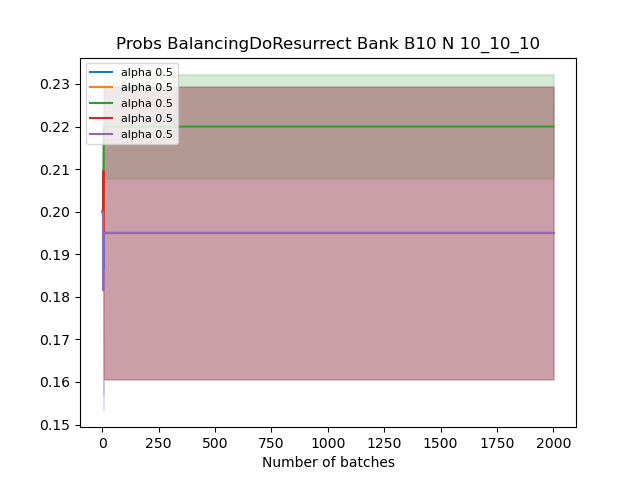 Probs BalancingDoResurrect Bank B10 N 10_10_10
alpha 0.5
alpha 0.5
alpha 0.5
alpha 0.5
alpha 0.5
0.23
0.22
0.21
0.20
0.19
0.18
0.17
0.16
0.15
0 250 500 750 1000 1250 1500 1750 2000
Number of batches